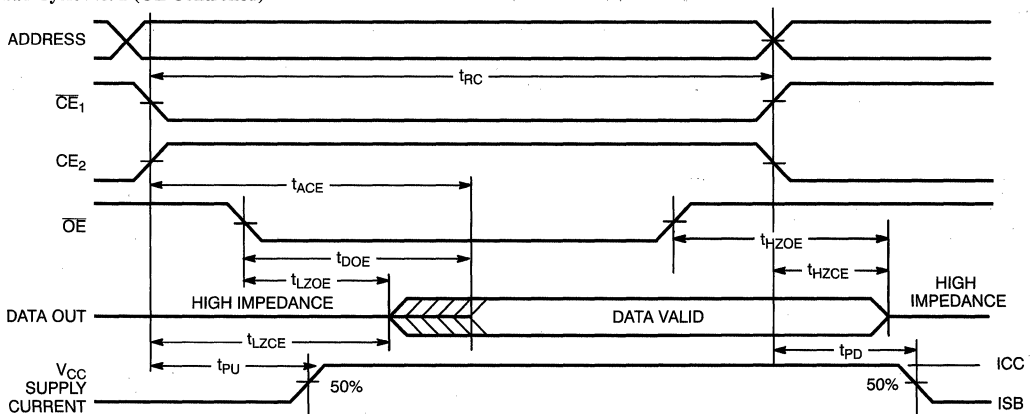 ADDRESS
tRC
CE1
CE2
tACE
OE
tHZOE
tDOE
tLZOE
tHZCE
HIGH IMPEDANCE
HIGH
IMPEDANCE
DATA OUT
DATA VALID
tLZCE
tPD
tPU
VCC
SUPPLY
CURRENT
50%
50%
ICC
ISB